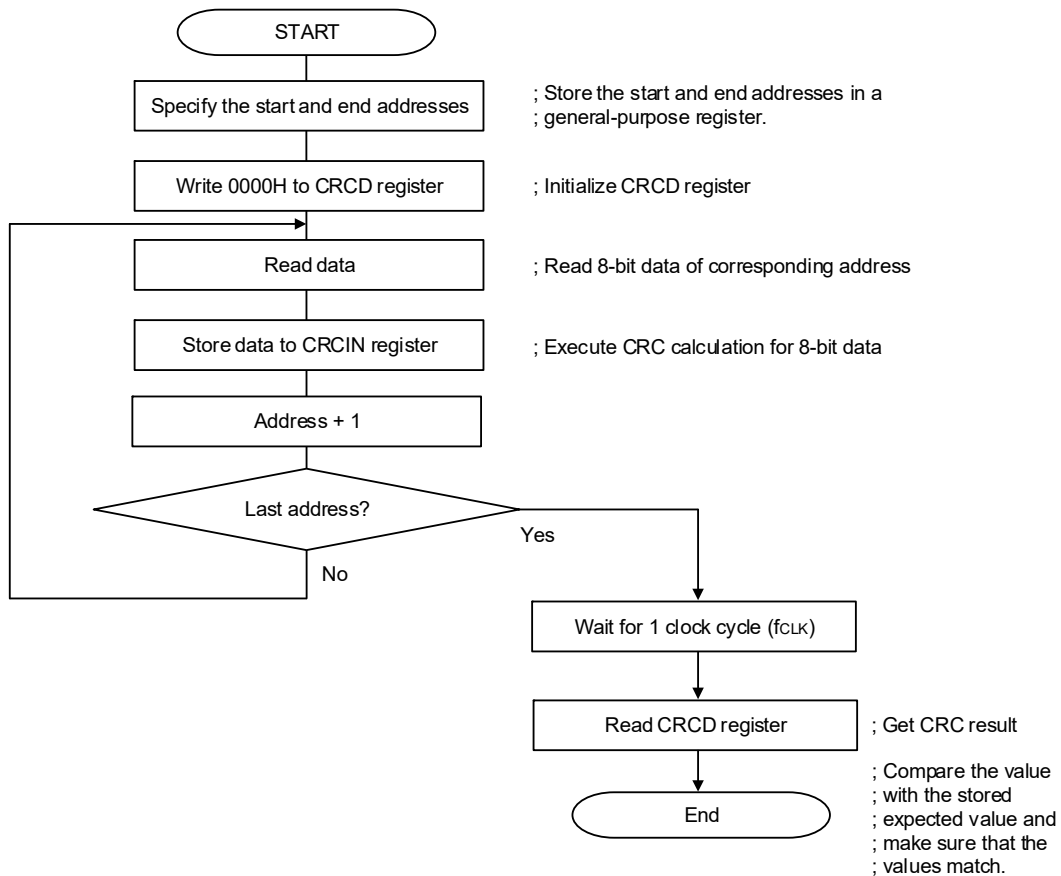 START
Specify the start and end addresses
; Store the start and end addresses in a
; general-purpose register.
Write 0000H to CRCD register
; Initialize CRCD register
Read data
; Read 8-bit data of corresponding address
Store data to CRCIN register
; Execute CRC calculation for 8-bit data
Address + 1
Last address?
Yes
No
Wait for 1 clock cycle (fCLK)
Read CRCD register
; Get CRC result
; Compare the value
; with the stored
; expected value and
; make sure that the
; values match.
End